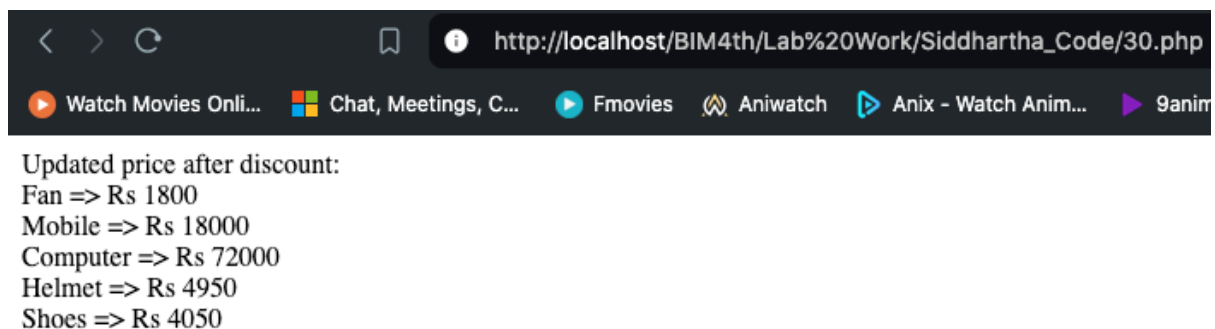 http://localhost/BIM4th/Lab%20Work/Siddhartha_Code/30.php
Watch Movies Onli... Chat, Meetings, C... Fmovies Aniwatch Anix - Watch Anim... 9anim
Updated price after discount:
Fan => Rs 1800
Mobile => Rs 18000
Computer => Rs 72000
Helmet => Rs 4950
Shoes => Rs 4050